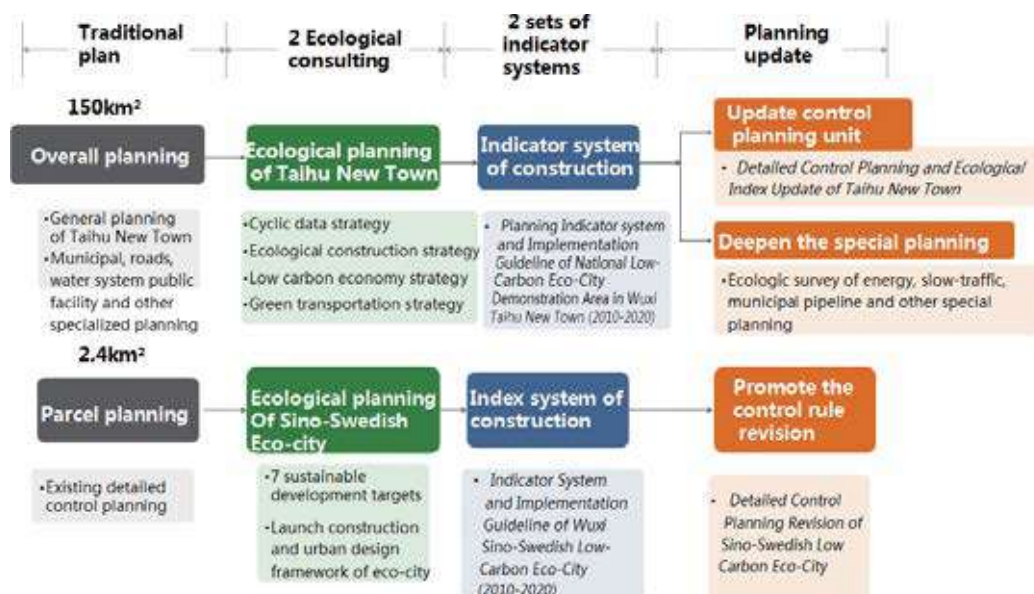 Traditional
plan
2 Ecological
consulting
2 sets of
indicator
systems
Planning
update
150km²
Overall planning
Ecological planning
of Taihu New Town
Indicator system
of construction
Update control
planning unit
• Detailed Control Planning and Ecological
Index Update of Taihu New Town
•General planning
of Taihu New Town
•Municipal, roads,
water system public
facility and other
specialized planning
•Cyclic data strategy
•Ecological construction strategy
•Low carbon economy strategy
•Green transportation strategy
• Planning Indicator system
and Implementation
Guideline of National Low-
Carbon Eco-City
Demonstration Area in Wuxi
Taihu New Town (2010-2020)
Deepen the special planning
•Ecologic survey of energy, slow-traffic,
municipal pipeline and other special
planning
2.4km²
Parcel planning
Ecological planning
Of Sino-Swedish
Eco-city
Index system of
construction
Promote the
control rule
revision
•Existing detailed
control planning
•7 sustainable
development targets
•Launch construction
and urban design
framework of eco-city
• Indicator System
and Implementation
Guideline of Wuxi
Sino-Swedish Low-
Carbon Eco-City
(2010-2020)
• Detailed Control
Planning Revision of
Sino-Swedish Low
Carbon Eco-City